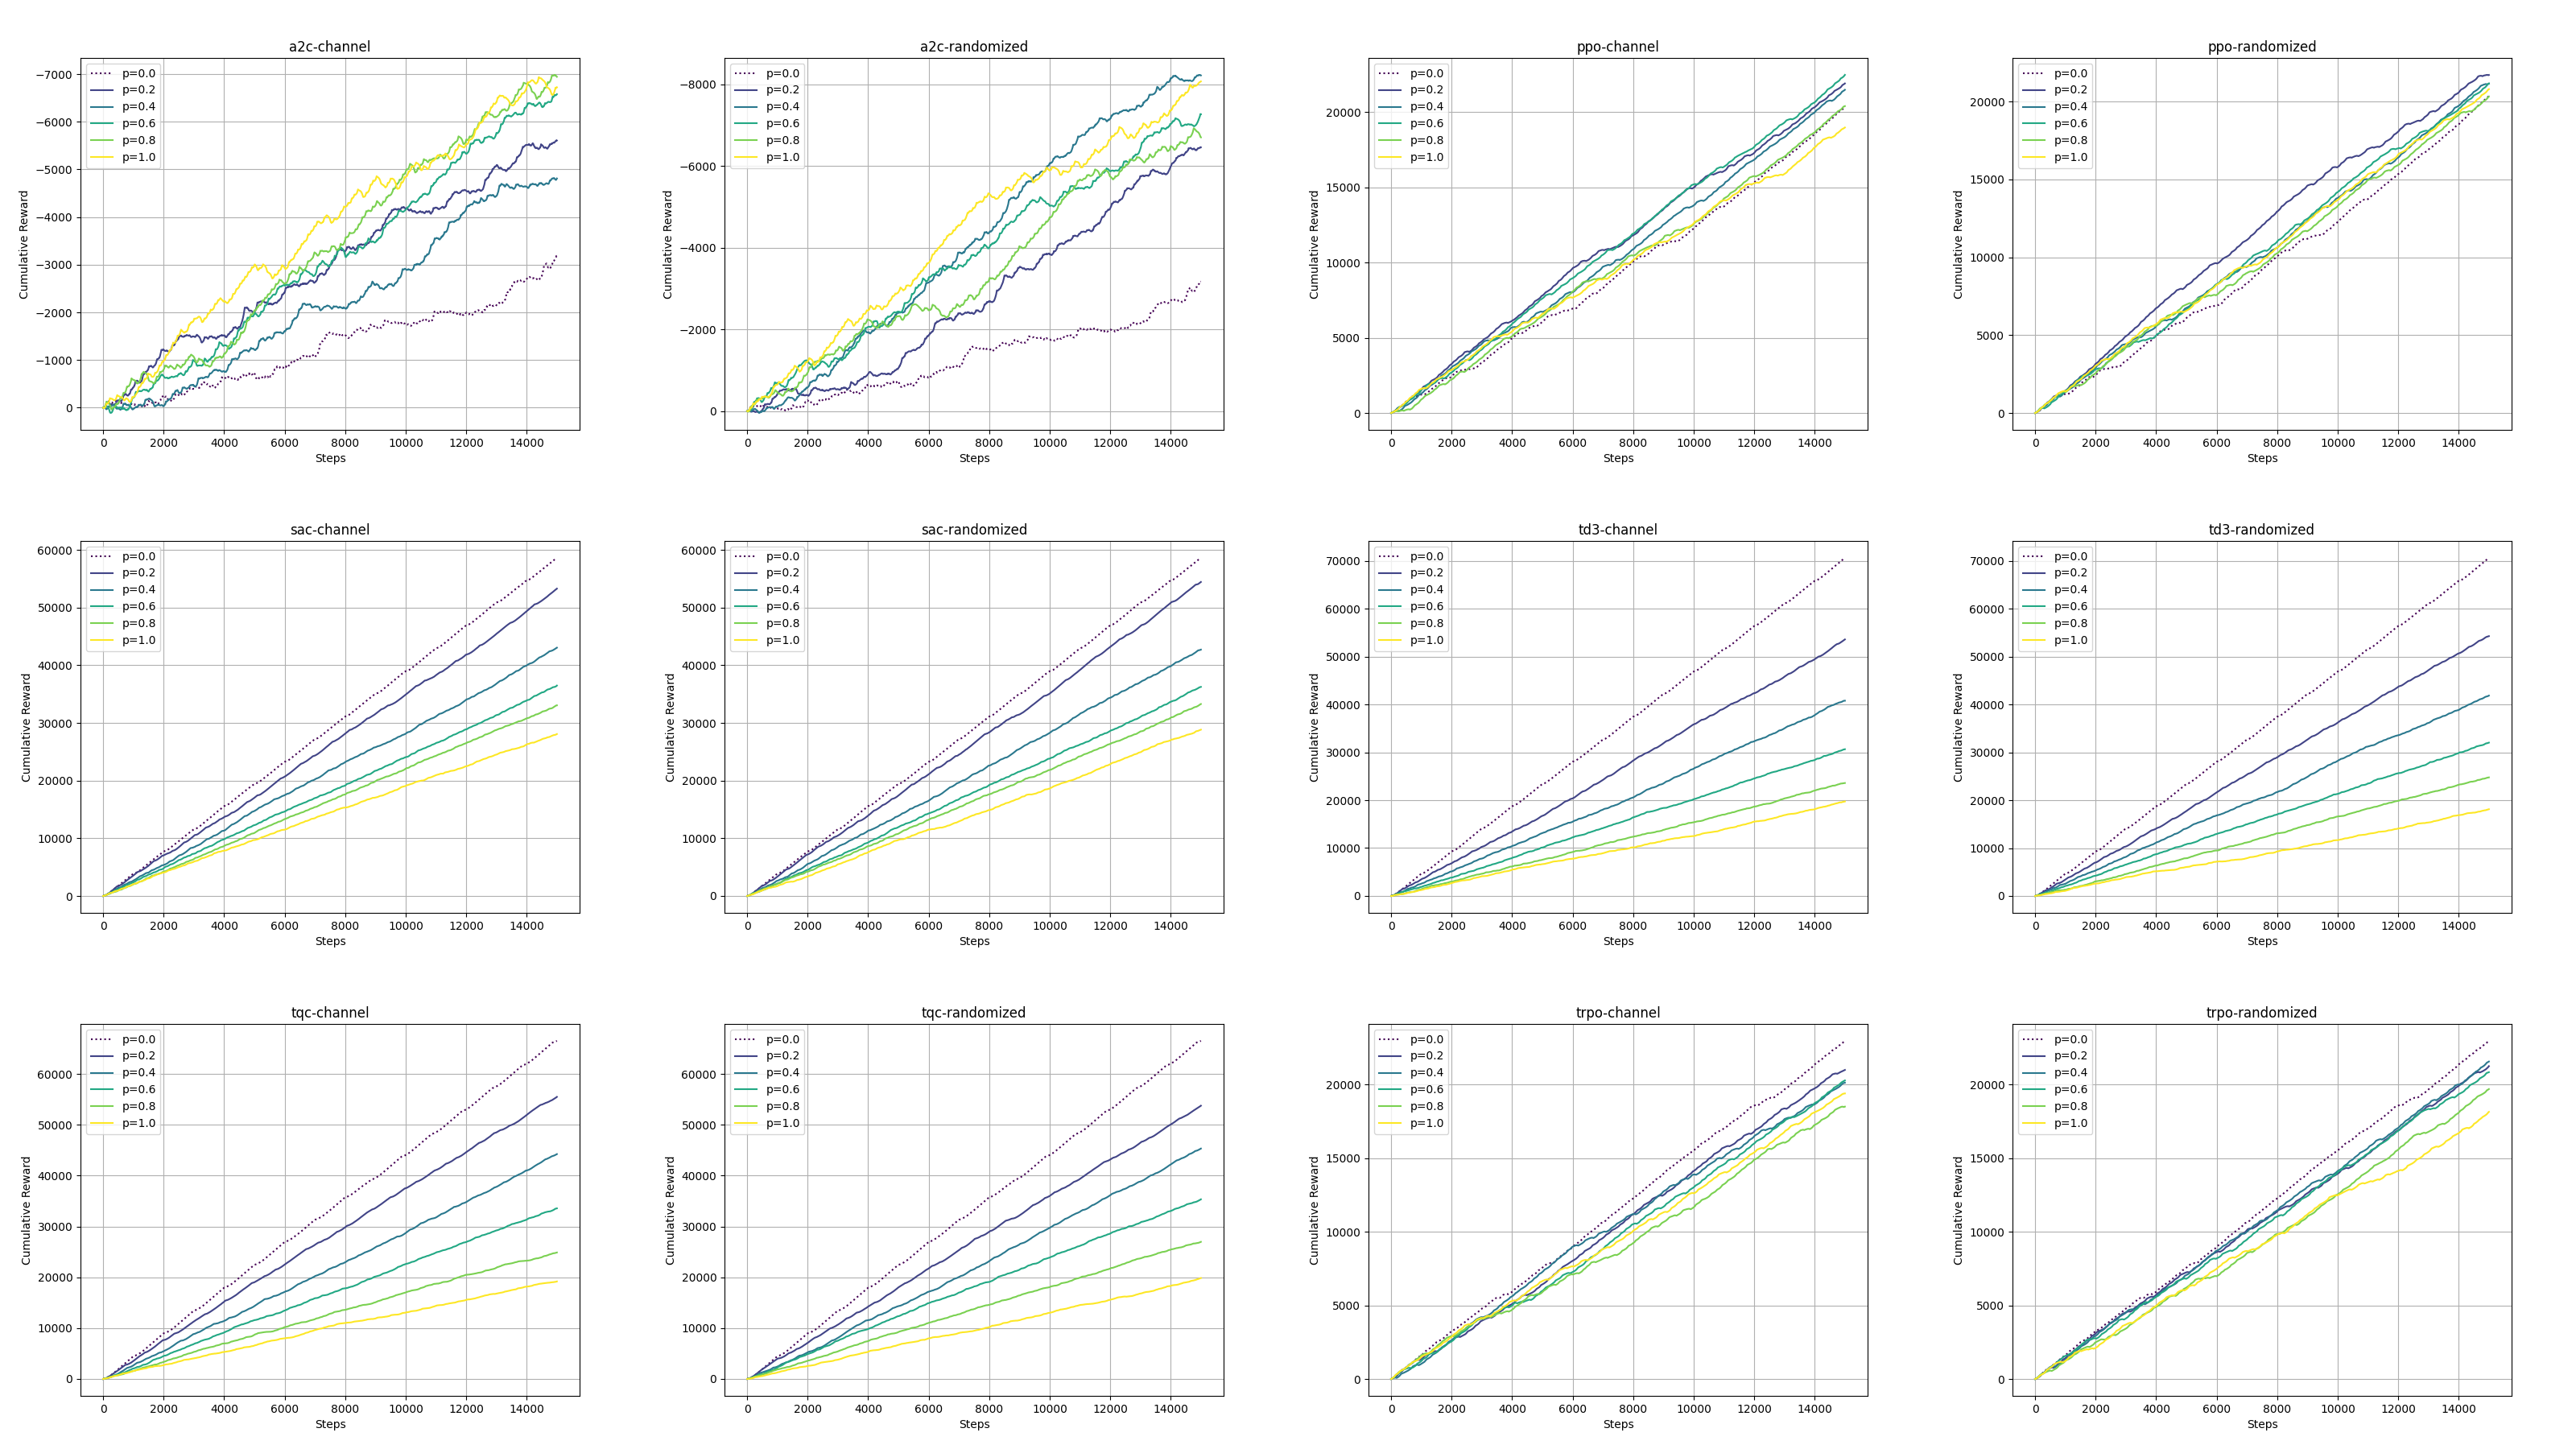 a2c-channel
−7000
−6000
−5000
−4000
−3000
−2000
−1000
0
Cumulative Reward
p=0.0
p=0.2
p=0.4
p=0.6
p=0.8
p=1.0
0 2000 4000 6000 8000 10000 12000 14000
Steps
a2c-randomized
−8000
−6000
−4000
−2000
0
Cumulative Reward
p=0.0
p=0.2
p=0.4
p=0.6
p=0.8
p=1.0
0 2000 4000 6000 8000 10000 12000 14000
Steps
ppo-channel
20000
15000
10000
5000
0
Cumulative Reward
p=0.0
p=0.2
p=0.4
p=0.6
p=0.8
p=1.0
0 2000 4000 6000 8000 10000 12000 14000
Steps
ppo-randomized
20000
15000
10000
5000
0
Cumulative Reward
p=0.0
p=0.2
p=0.4
p=0.6
p=0.8
p=1.0
0 2000 4000 6000 8000 10000 12000 14000
Steps
sac-channel
60000
50000
40000
30000
20000
10000
0
Cumulative Reward
p=0.0
p=0.2
p=0.4
p=0.6
p=0.8
p=1.0
0 2000 4000 6000 8000 10000 12000 14000
Steps
sac-randomized
60000
50000
40000
30000
20000
10000
0
Cumulative Reward
p=0.0
p=0.2
p=0.4
p=0.6
p=0.8
p=1.0
0 2000 4000 6000 8000 10000 12000 14000
Steps
td3-channel
70000
60000
50000
40000
30000
20000
10000
0
Cumulative Reward
p=0.0
p=0.2
p=0.4
p=0.6
p=0.8
p=1.0
0 2000 4000 6000 8000 10000 12000 14000
Steps
td3-randomized
70000
60000
50000
40000
30000
20000
10000
0
Cumulative Reward
p=0.0
p=0.2
p=0.4
p=0.6
p=0.8
p=1.0
0 2000 4000 6000 8000 10000 12000 14000
Steps
tqc-channel
60000
50000
40000
30000
20000
10000
0
Cumulative Reward
p=0.0
p=0.2
p=0.4
p=0.6
p=0.8
p=1.0
0 2000 4000 6000 8000 10000 12000 14000
Steps
tqc-randomized
60000
50000
40000
30000
20000
10000
0
Cumulative Reward
p=0.0
p=0.2
p=0.4
p=0.6
p=0.8
p=1.0
0 2000 4000 6000 8000 10000 12000 14000
Steps
trpo-channel
20000
15000
10000
5000
0
Cumulative Reward
p=0.0
p=0.2
p=0.4
p=0.6
p=0.8
p=1.0
0 2000 4000 6000 8000 10000 12000 14000
Steps
trpo-randomized
20000
15000
10000
5000
0
Cumulative Reward
p=0.0
p=0.2
p=0.4
p=0.6
p=0.8
p=1.0
0 2000 4000 6000 8000 10000 12000 14000
Steps